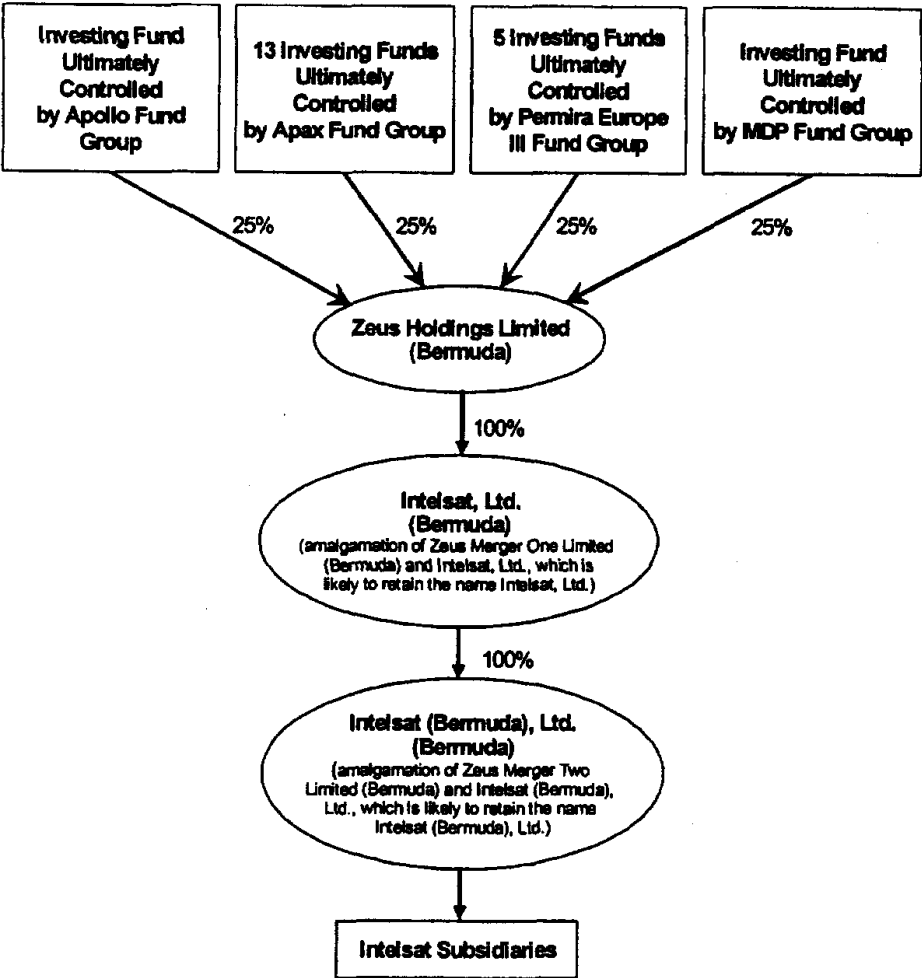 Investing Fund
Ultimately
Controlled
by Apollo Fund
Group
13 Investing Funds
Ultimately
Controlled
by Apax Fund Group
5 Investing Funds
Ultimately
Controlled
by Permira Europe
III Fund Group
Investing Fund
Ultimately
Controlled
by MDP Fund Group
25%
25%
25%
25%
Zeus Holdings Limited
(Bermuda)
100%
Intelsat, Ltd.
(Bermuda)
(amalgamation of Zeus Merger One Limited
(Bermuda) and Intelsat, Ltd., which is
likely to retain the name Intelsat, Ltd.)
100%
Intelsat (Bermuda), Ltd.
(Bermuda)
(amalgamation of Zeus Merger Two
Limited (Bermuda) and Intelsat (Bermuda),
Ltd., which is likely to retain the name
Intelsat (Bermuda), Ltd.)
Intelsat Subsidiaries